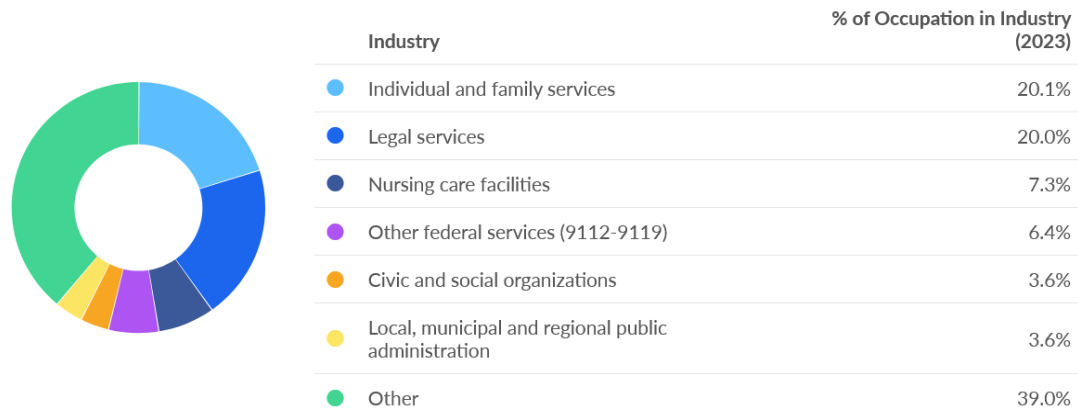 % of Occupation in Industry
Industry (2023)
Individual and family services 20.1%
Legal services 20.0%
Nursing care facilities 7.3%
Other federal services (9112-9119) 6.4%
Civic and social organizations 3.6%
Local, municipal and regional public
administration 3.6%
Other 39.0%